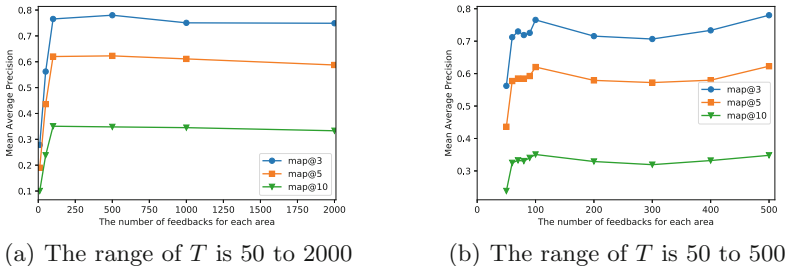 0.8
0.7
0.6
0.5
0.4
0.3
0.2
0.1
Mean Average Precision
map@3
map@5
map@10
0 250 500 750 1000 1250 1500 1750 2000
The number of feedbacks for each area
(a) The range of T is 50 to 2000
0.8
0.7
0.6
0.5
0.4
0.3
Mean Average Precision
map@3
map@5
map@10
0 100 200 300 400 500
The number of feedbacks for each area
(b) The range of T is 50 to 500